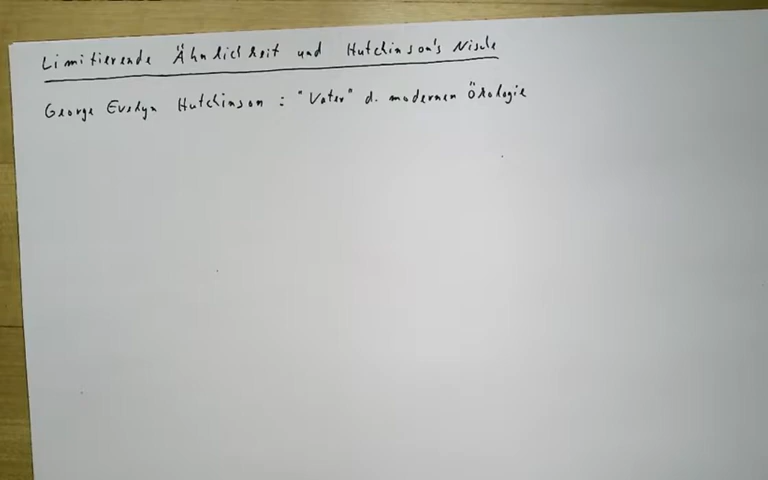 Limitierende Ähnlichkeit und Hutchinson's Nische
George Evelyn Hutchinson : "Vater" d. modernen Ökologie